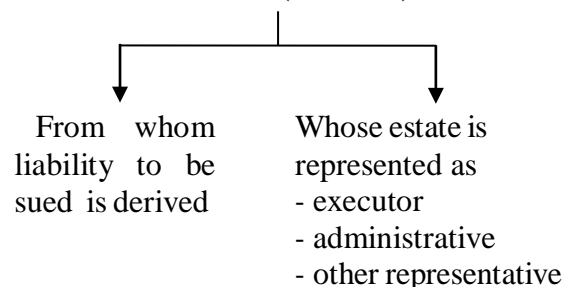 From whom
liability to be
sued is derived
Whose estate is
represented as
- executor
- administrative
- other representative